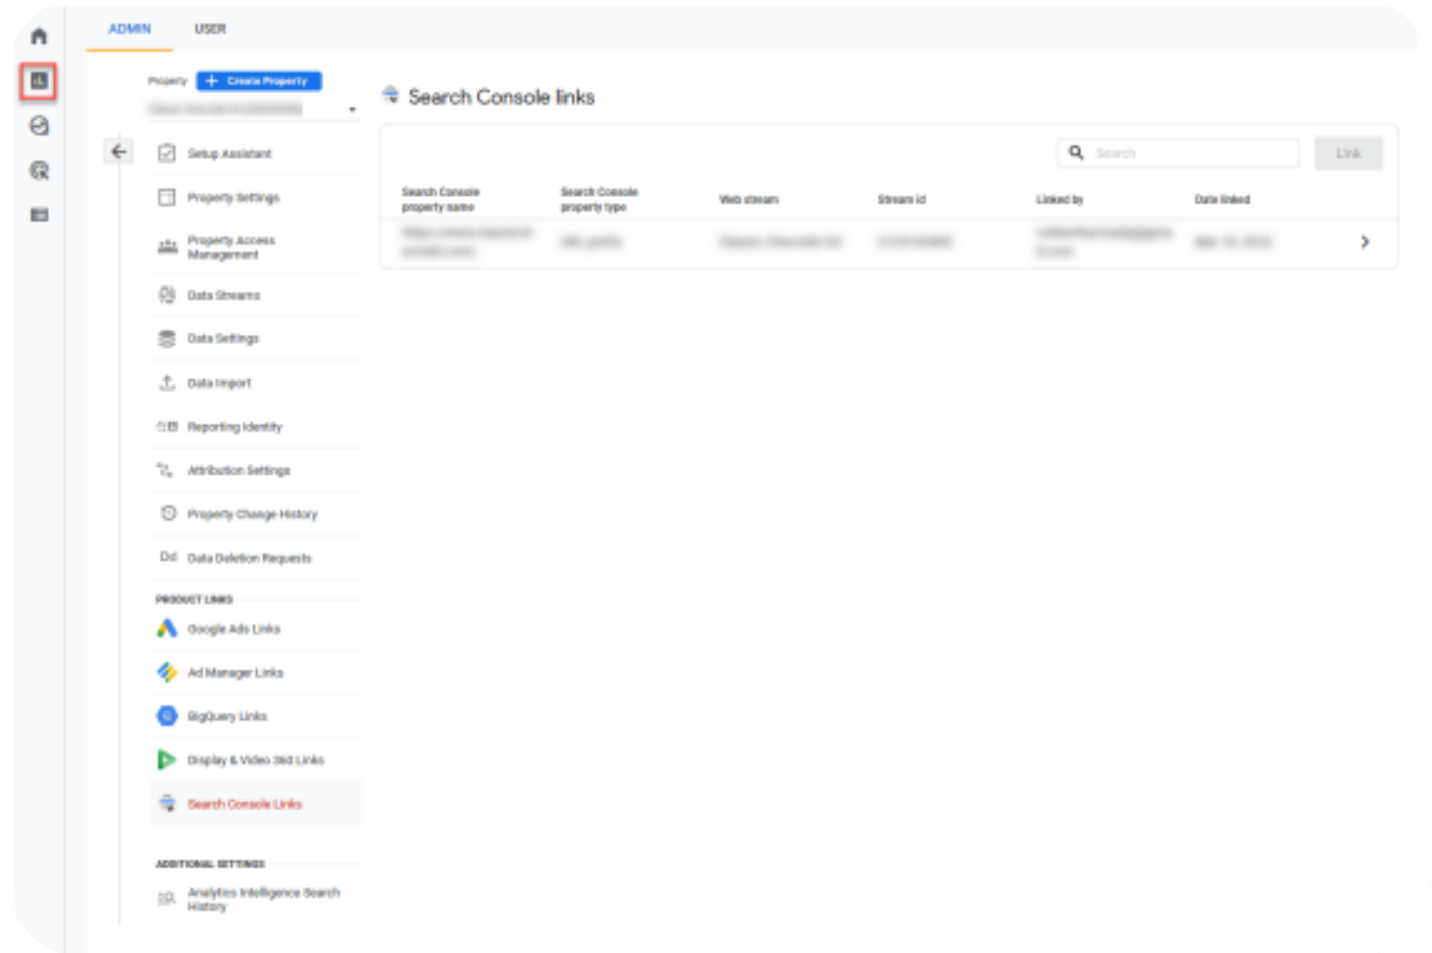 ADMIN USER
Property + Create Property
Search Console links
Setup Assistant
Search
Link
Property Settings
Search Console property name
Search Console property type
Web stream
Stream id
Linked by
Date linked
Property Access
Management
Data Streams
Data Settings
Data Import
Reporting Identity
Attribution Settings
Property Change History
Dd Data Deletion Requests
PRODUCT LINKS
Google Ads Links
Ad Manager Links
BigQuery Links
Display & Video 360 Links
Search Console Links
ADDITIONAL SETTINGS
Analytics Intelligence Search
History